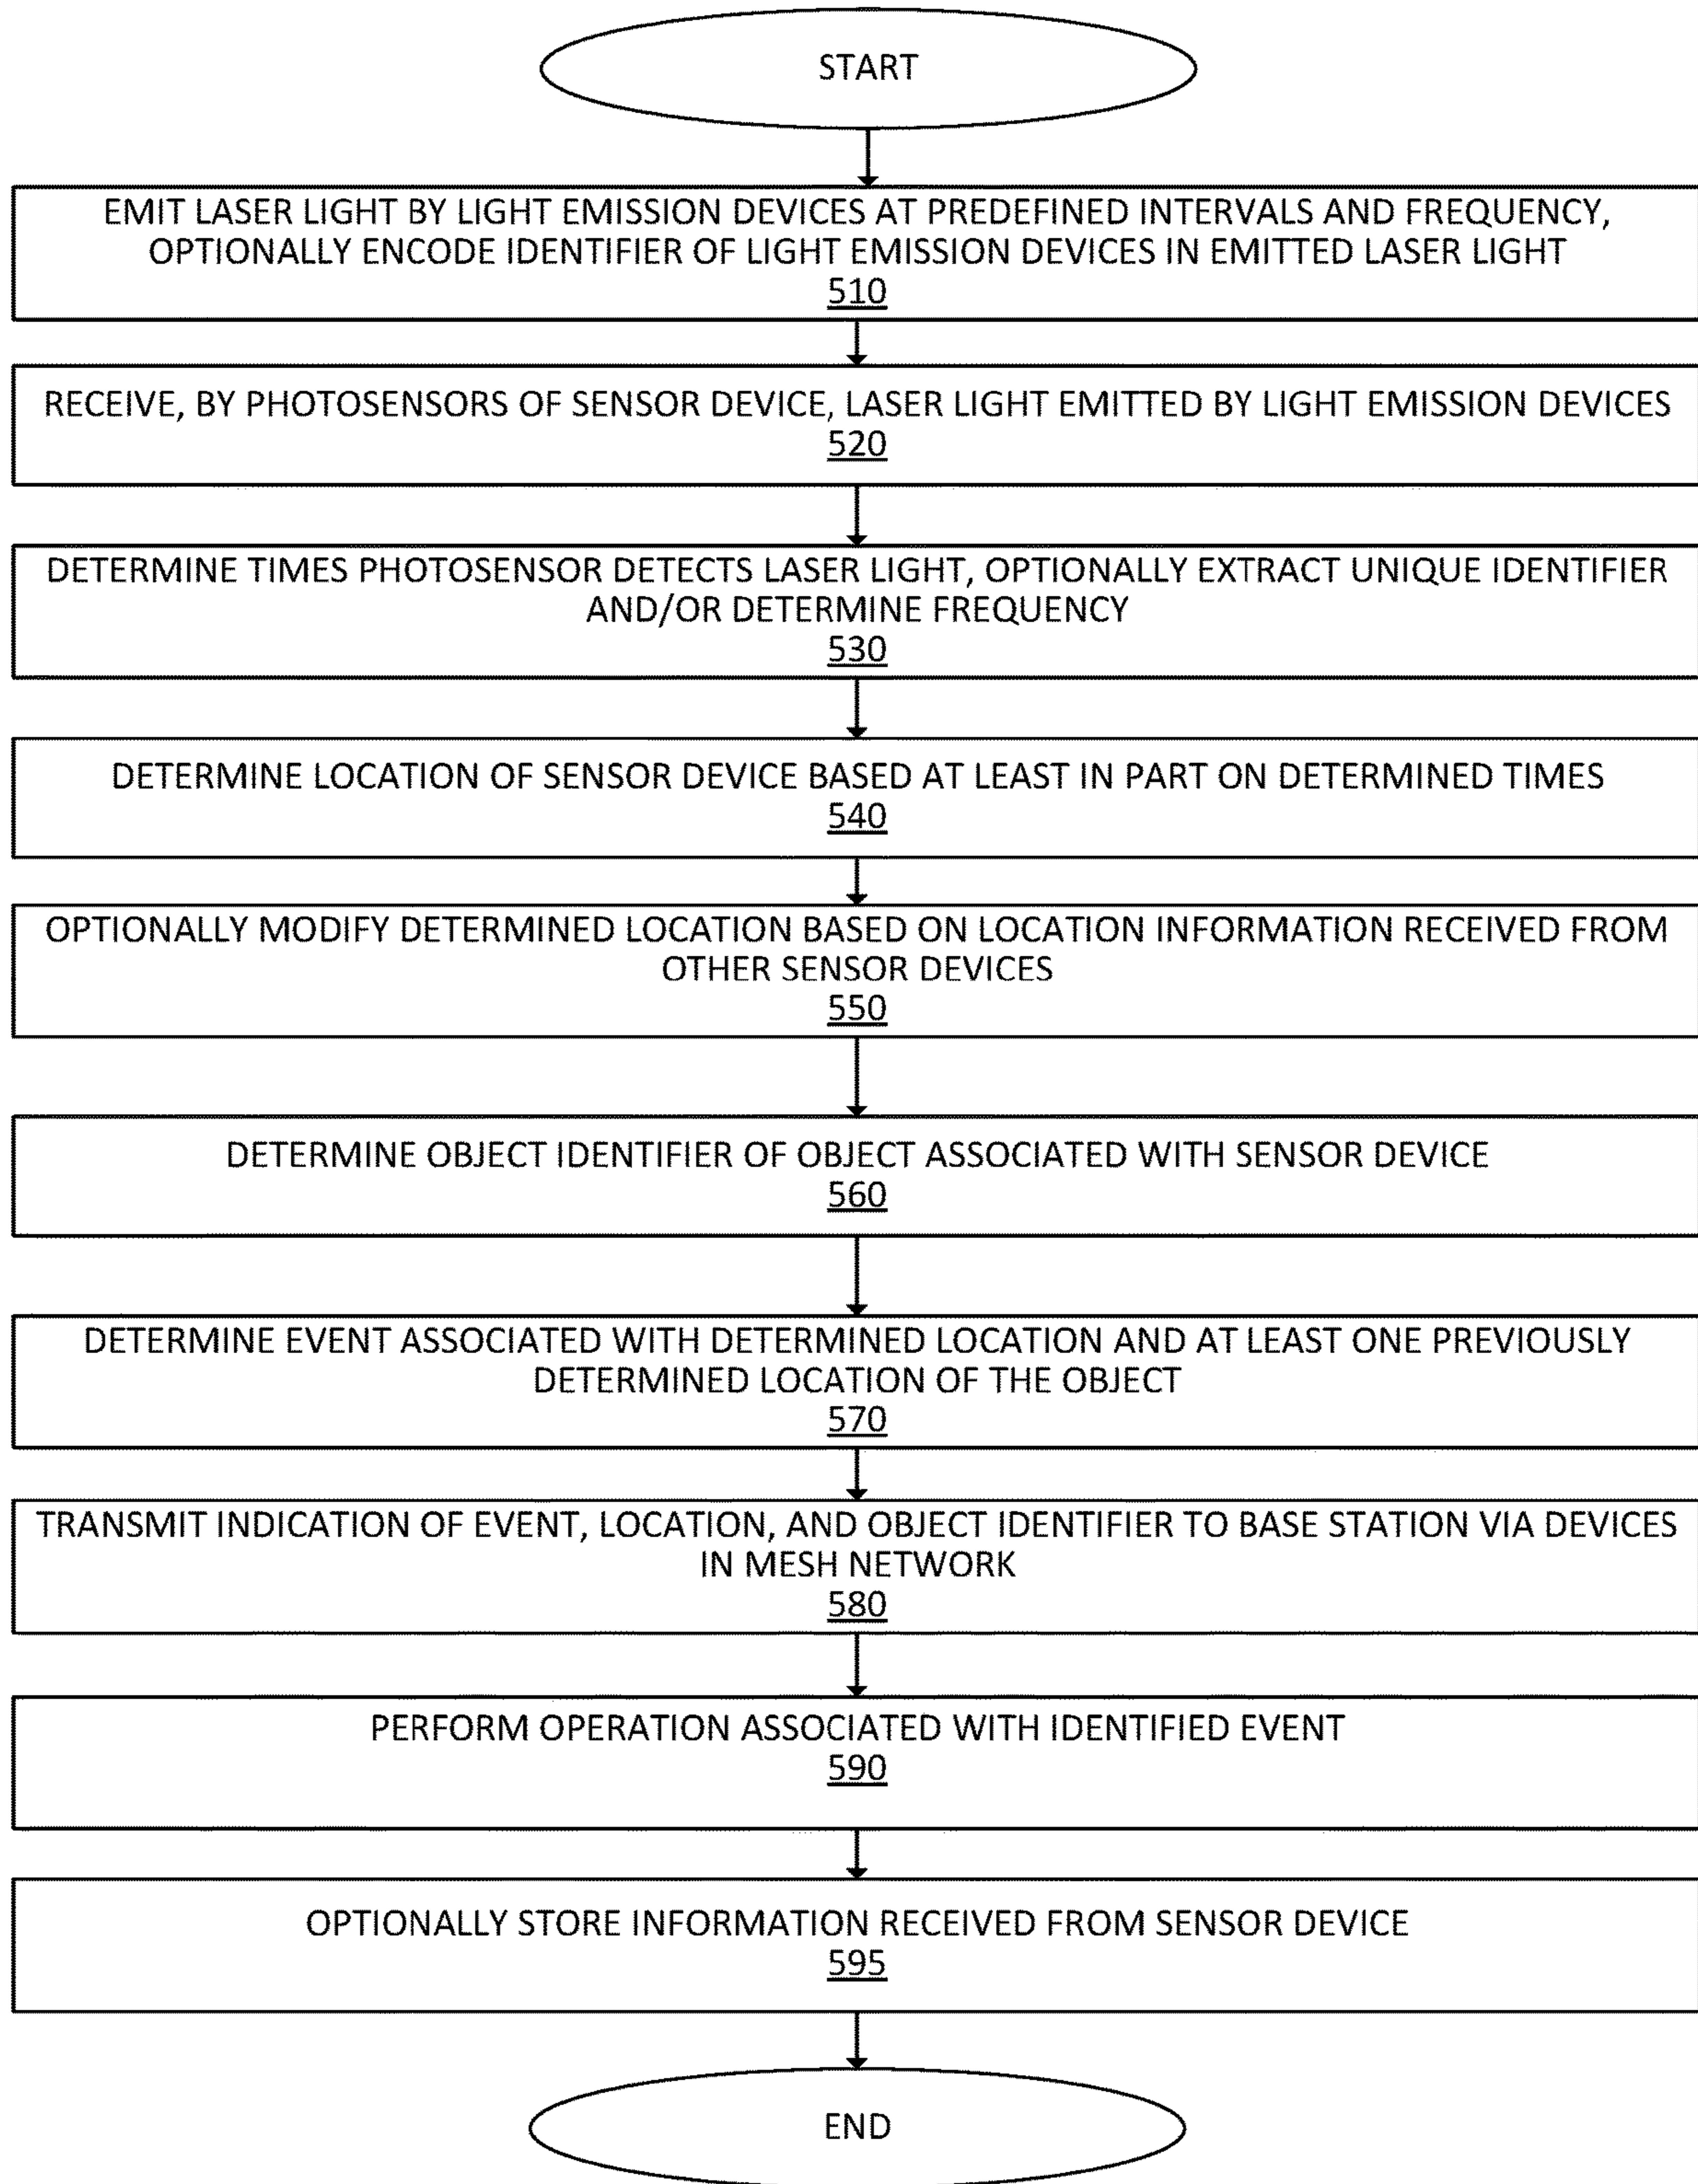 START
EMIT LASER LIGHT BY LIGHT EMISSION DEVICES AT PREDEFINED INTERVALS AND FREQUENCY,
OPTIONALLY ENCODE IDENTIFIER OF LIGHT EMISSION DEVICES IN EMITTED LASER LIGHT
510
RECEIVE, BY PHOTOSENSORS OF SENSOR DEVICE, LASER LIGHT EMITTED BY LIGHT EMISSION DEVICES
520
DETERMINE TIMES PHOTOSENSOR DETECTS LASER LIGHT, OPTIONALLY EXTRACT UNIQUE IDENTIFIER
AND/OR DETERMINE FREQUENCY
530
DETERMINE LOCATION OF SENSOR DEVICE BASED AT LEAST IN PART ON DETERMINED TIMES
540
OPTIONALLY MODIFY DETERMINED LOCATION BASED ON LOCATION INFORMATION RECEIVED FROM
OTHER SENSOR DEVICES
550
DETERMINE OBJECT IDENTIFIER OF OBJECT ASSOCIATED WITH SENSOR DEVICE
560
DETERMINE EVENT ASSOCIATED WITH DETERMINED LOCATION AND AT LEAST ONE PREVIOUSLY
DETERMINED LOCATION OF THE OBJECT
570
TRANSMIT INDICATION OF EVENT, LOCATION, AND OBJECT IDENTIFIER TO BASE STATION VIA DEVICES
IN MESH NETWORK
580
PERFORM OPERATION ASSOCIATED WITH IDENTIFIED EVENT
590
OPTIONALLY STORE INFORMATION RECEIVED FROM SENSOR DEVICE
595
END